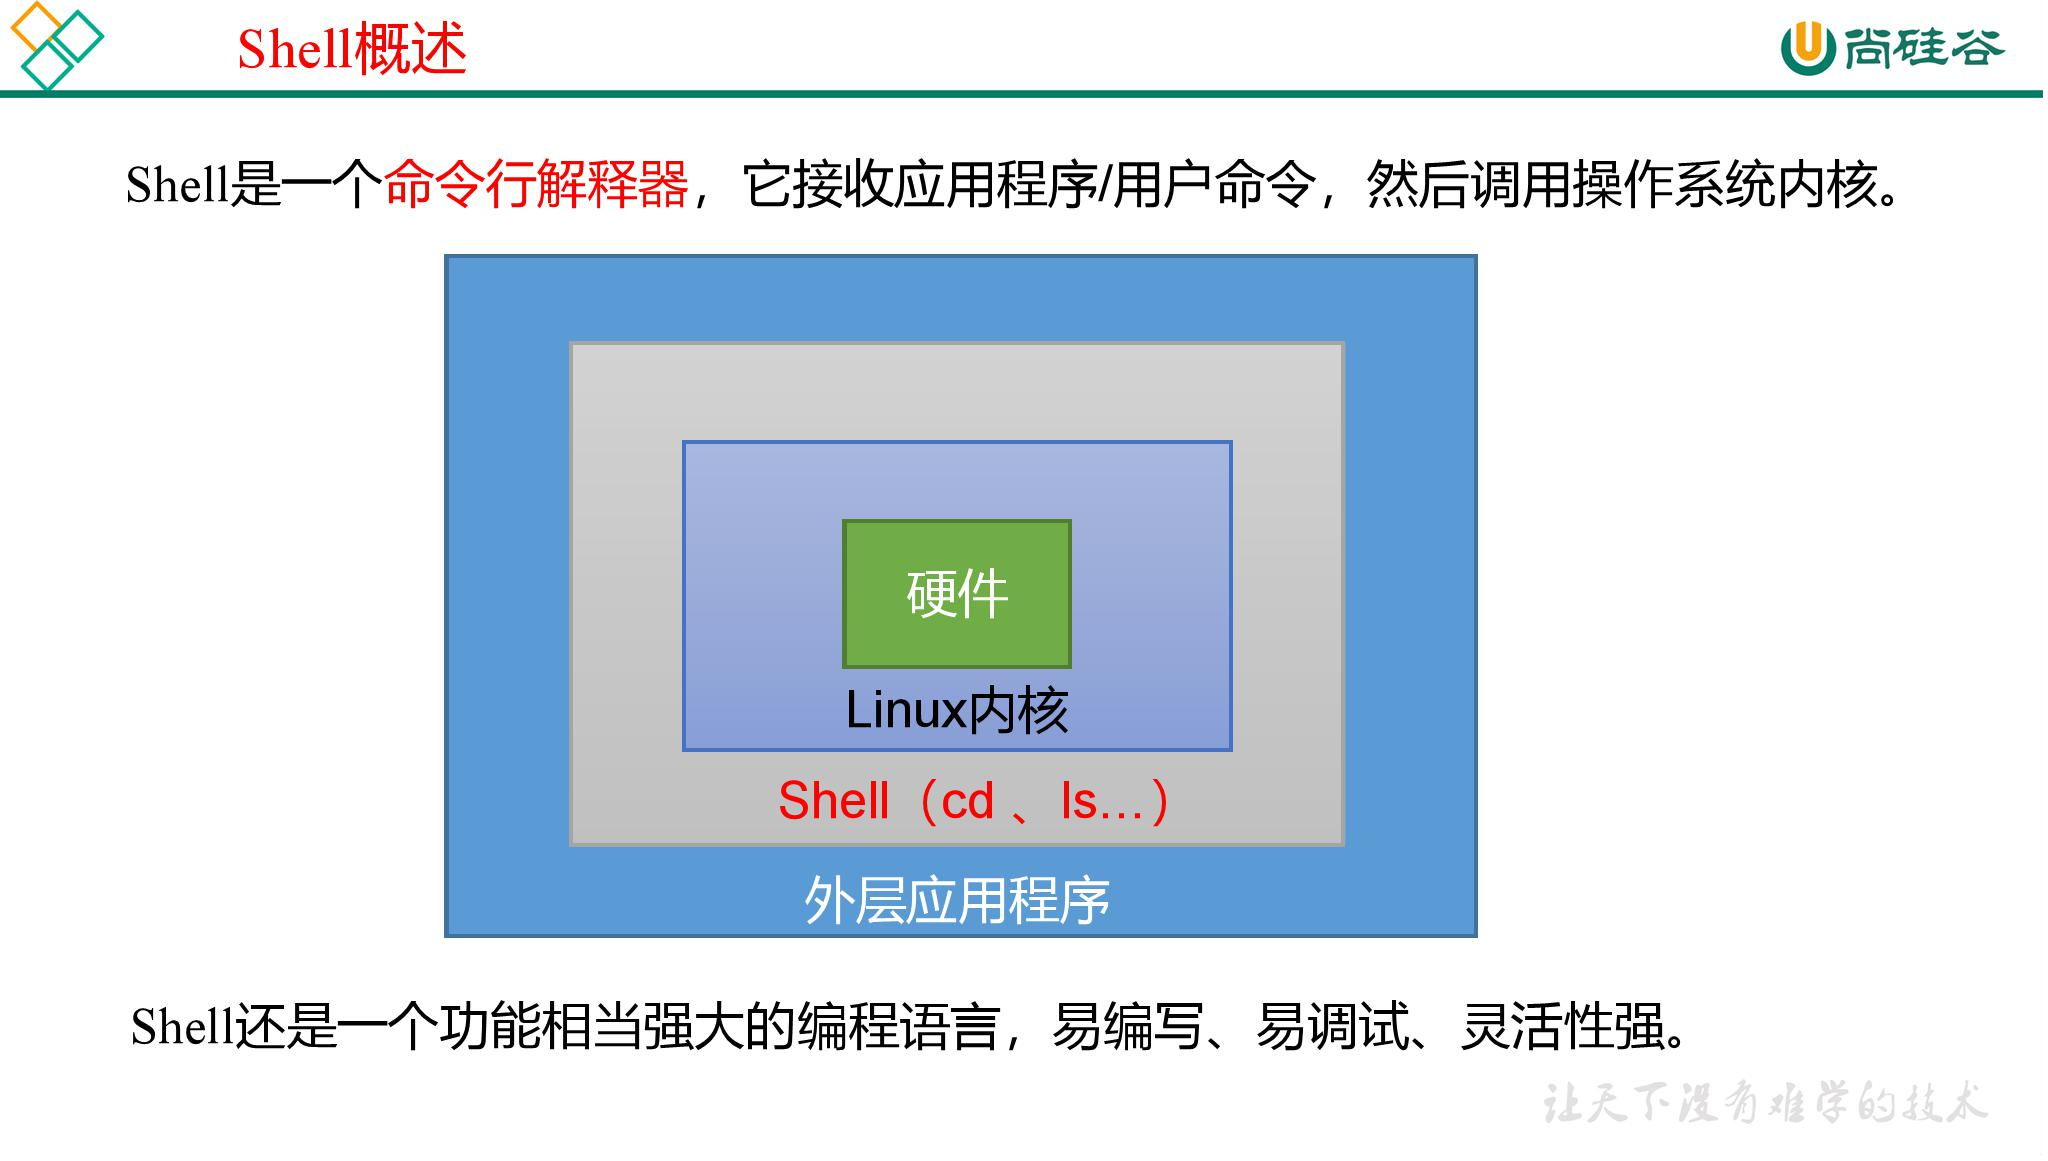 Shell概述
尚硅谷
Shell是一个命令行解释器，它接收应用程序/用户命令，然后调用操作系统内核。
硬件
Linux内核
Shell（cd 、ls…）
外层应用程序
Shell还是一个功能相当强大的编程语言，易编写、易调试、灵活性强。
让天下没有难学的技术